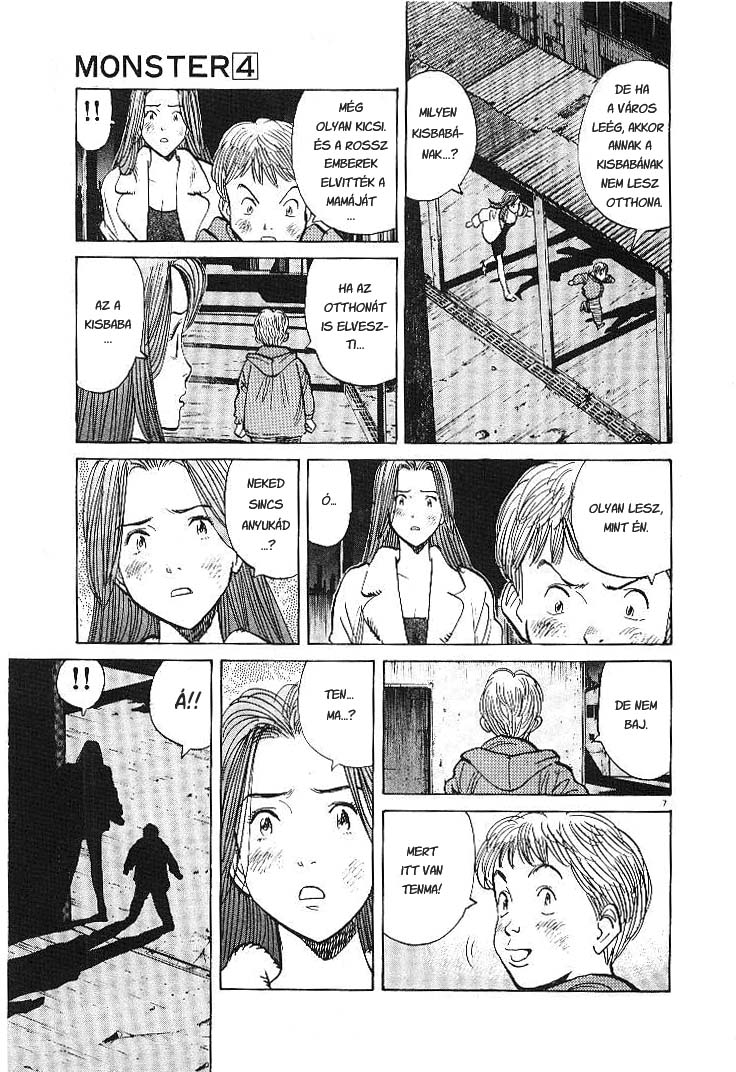 MONSTER 4
DE HA
A VÁROS
LEÉG, AKKOR
ANNAK A
KISBABÁNAK
NEM LESZ
OTTHONA.
MILYEN
KISBABÁ-
NAK...?
MÉG
OLYAN KICSI.
ÉS A ROSSZ
EMBEREK
ELVITTÉK A
MAMÁJÁT
...
!!
HA AZ
OTTHONÁT
IS ELVESZ-
TI...
AZ A
KISBABA
...
OLYAN LESZ,
MINT ÉN.
Ó...
NEKED
SINCS
ANYUKÁD
...?
DE NEM
BAJ.
7
MERT
ITT VAN
TENMA!
TEN...
MA...?
Á!!
!!